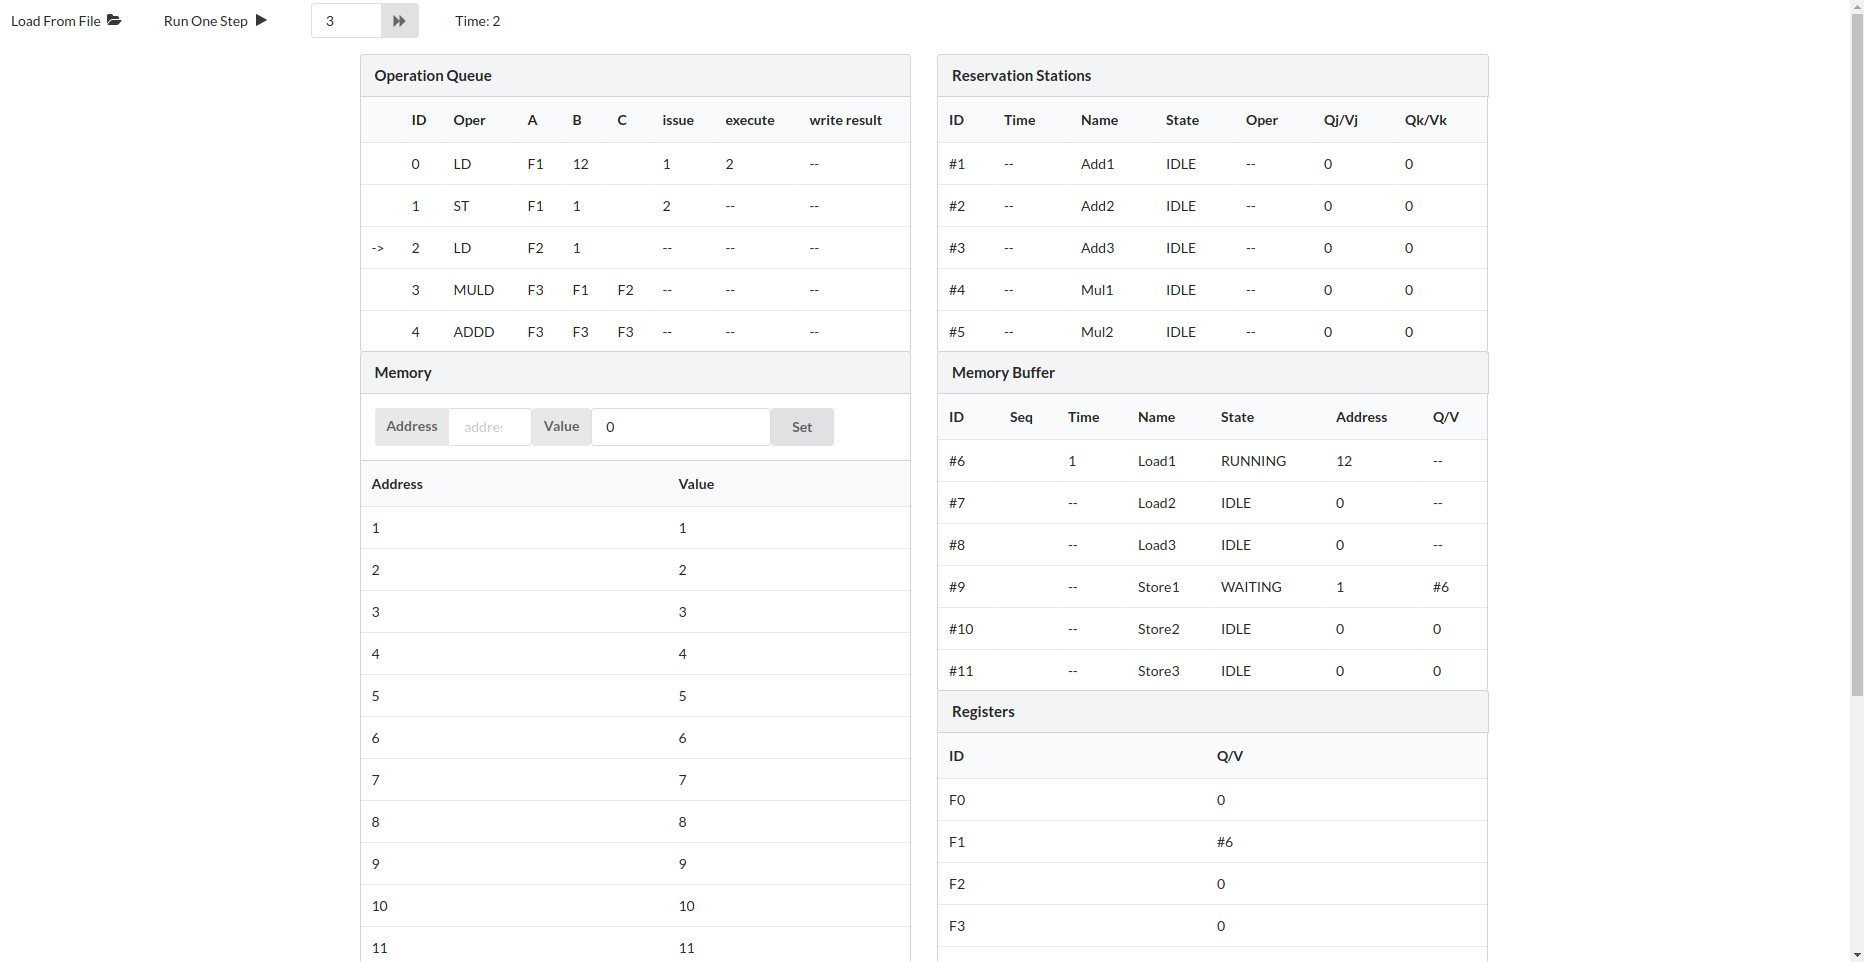 Load From File Run One Step 3 Time: 2
Operation Queue
ID Oper A B C issue execute write result
0 LD F1 12 1 2 --
1 ST F1 1 2 -- --
-> 2 LD F2 1 -- -- --
3 MULD F3 F1 F2 -- -- --
4 ADDD F3 F3 F3 -- -- --
Memory
Address addre Value 0 Set
Address Value
1 1
2 2
3 3
4 4
5 5
6 6
7 7
8 8
9 9
10 10
11 11
Reservation Stations
ID Time Name State Oper Qj/Vj Qk/Vk
#1 -- Add1 IDLE -- 0 0
#2 -- Add2 IDLE -- 0 0
#3 -- Add3 IDLE -- 0 0
#4 -- Mul1 IDLE -- 0 0
#5 -- Mul2 IDLE -- 0 0
Memory Buffer
ID Seq Time Name State Address Q/V
#6 1 Load1 RUNNING 12 --
#7 -- Load2 IDLE 0 --
#8 -- Load3 IDLE 0 --
#9 -- Store1 WAITING 1 #6
#10 -- Store2 IDLE 0 0
#11 -- Store3 IDLE 0 0
Registers
ID Q/V
F0 0
F1 #6
F2 0
F3 0